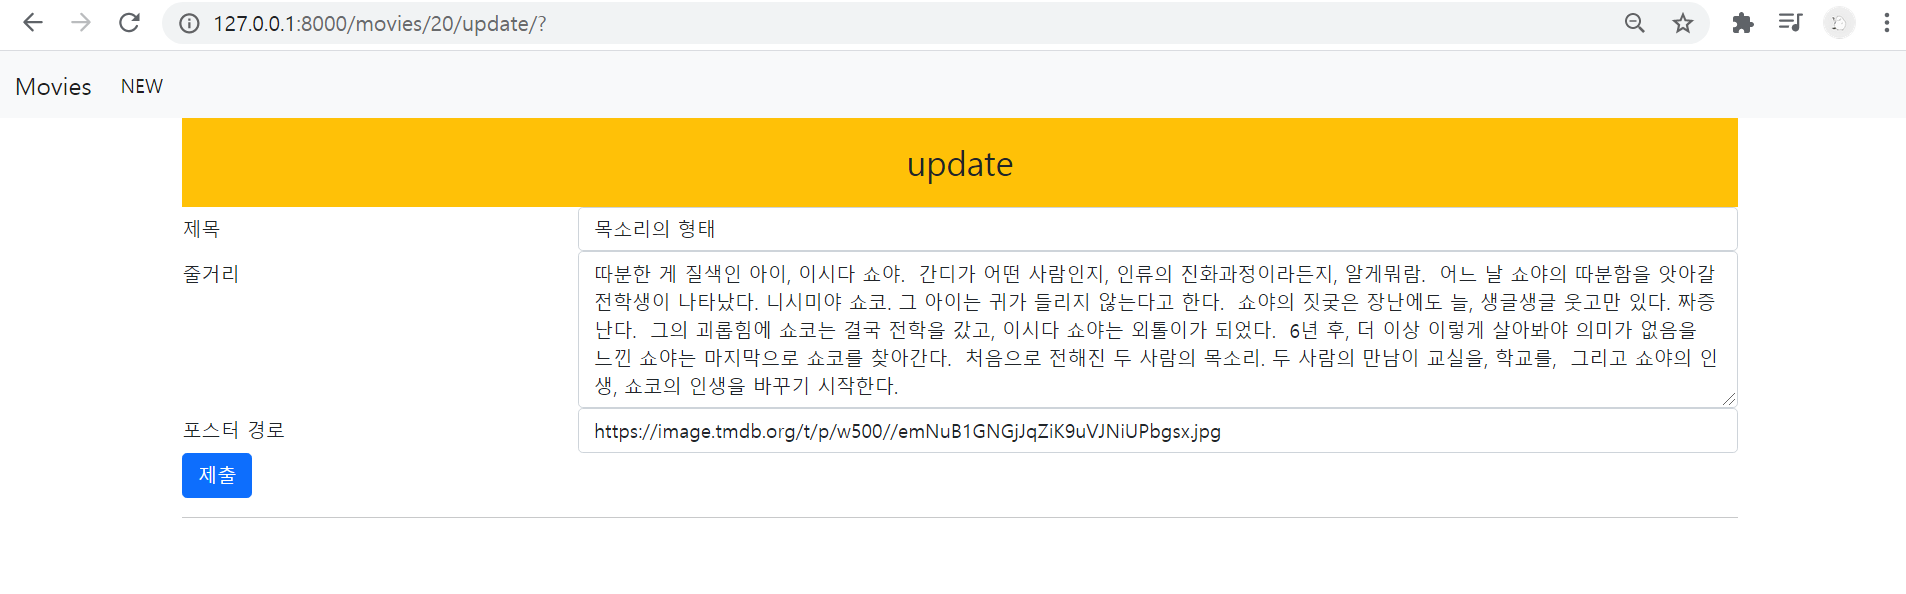 127.0.0.1:8000/movies/20/update/?
Movies NEW
update
제목 목소리의 형태
줄거리 따분한 게 질색인 아이, 이시다 쇼야. 간디가 어떤 사람인지, 인류의 진화과정이라든지, 알게뭐람. 어느 날 쇼야의 따분함을 앗아갈
전학생이 나타났다. 니시미야 쇼코. 그 아이는 귀가 들리지 않는다고 한다. 쇼야의 짓궂은 장난에도 늘, 생글생글 웃고만 있다. 짜증
난다. 그의 괴롭힘에 쇼코는 결국 전학을 갔고, 이시다 쇼야는 외톨이가 되었다. 6년 후, 더 이상 이렇게 살아봐야 의미가 없음을
느낀 쇼야는 마지막으로 쇼코를 찾아간다. 처음으로 전해진 두 사람의 목소리. 두 사람의 만남이 교실을, 학교를, 그리고 쇼야의 인
생, 쇼코의 인생을 바꾸기 시작한다.
포스터 경로 https://image.tmdb.org/t/p/w500//emNuB1GNGjJqZiK9uVJNiUPbgsx.jpg
제출